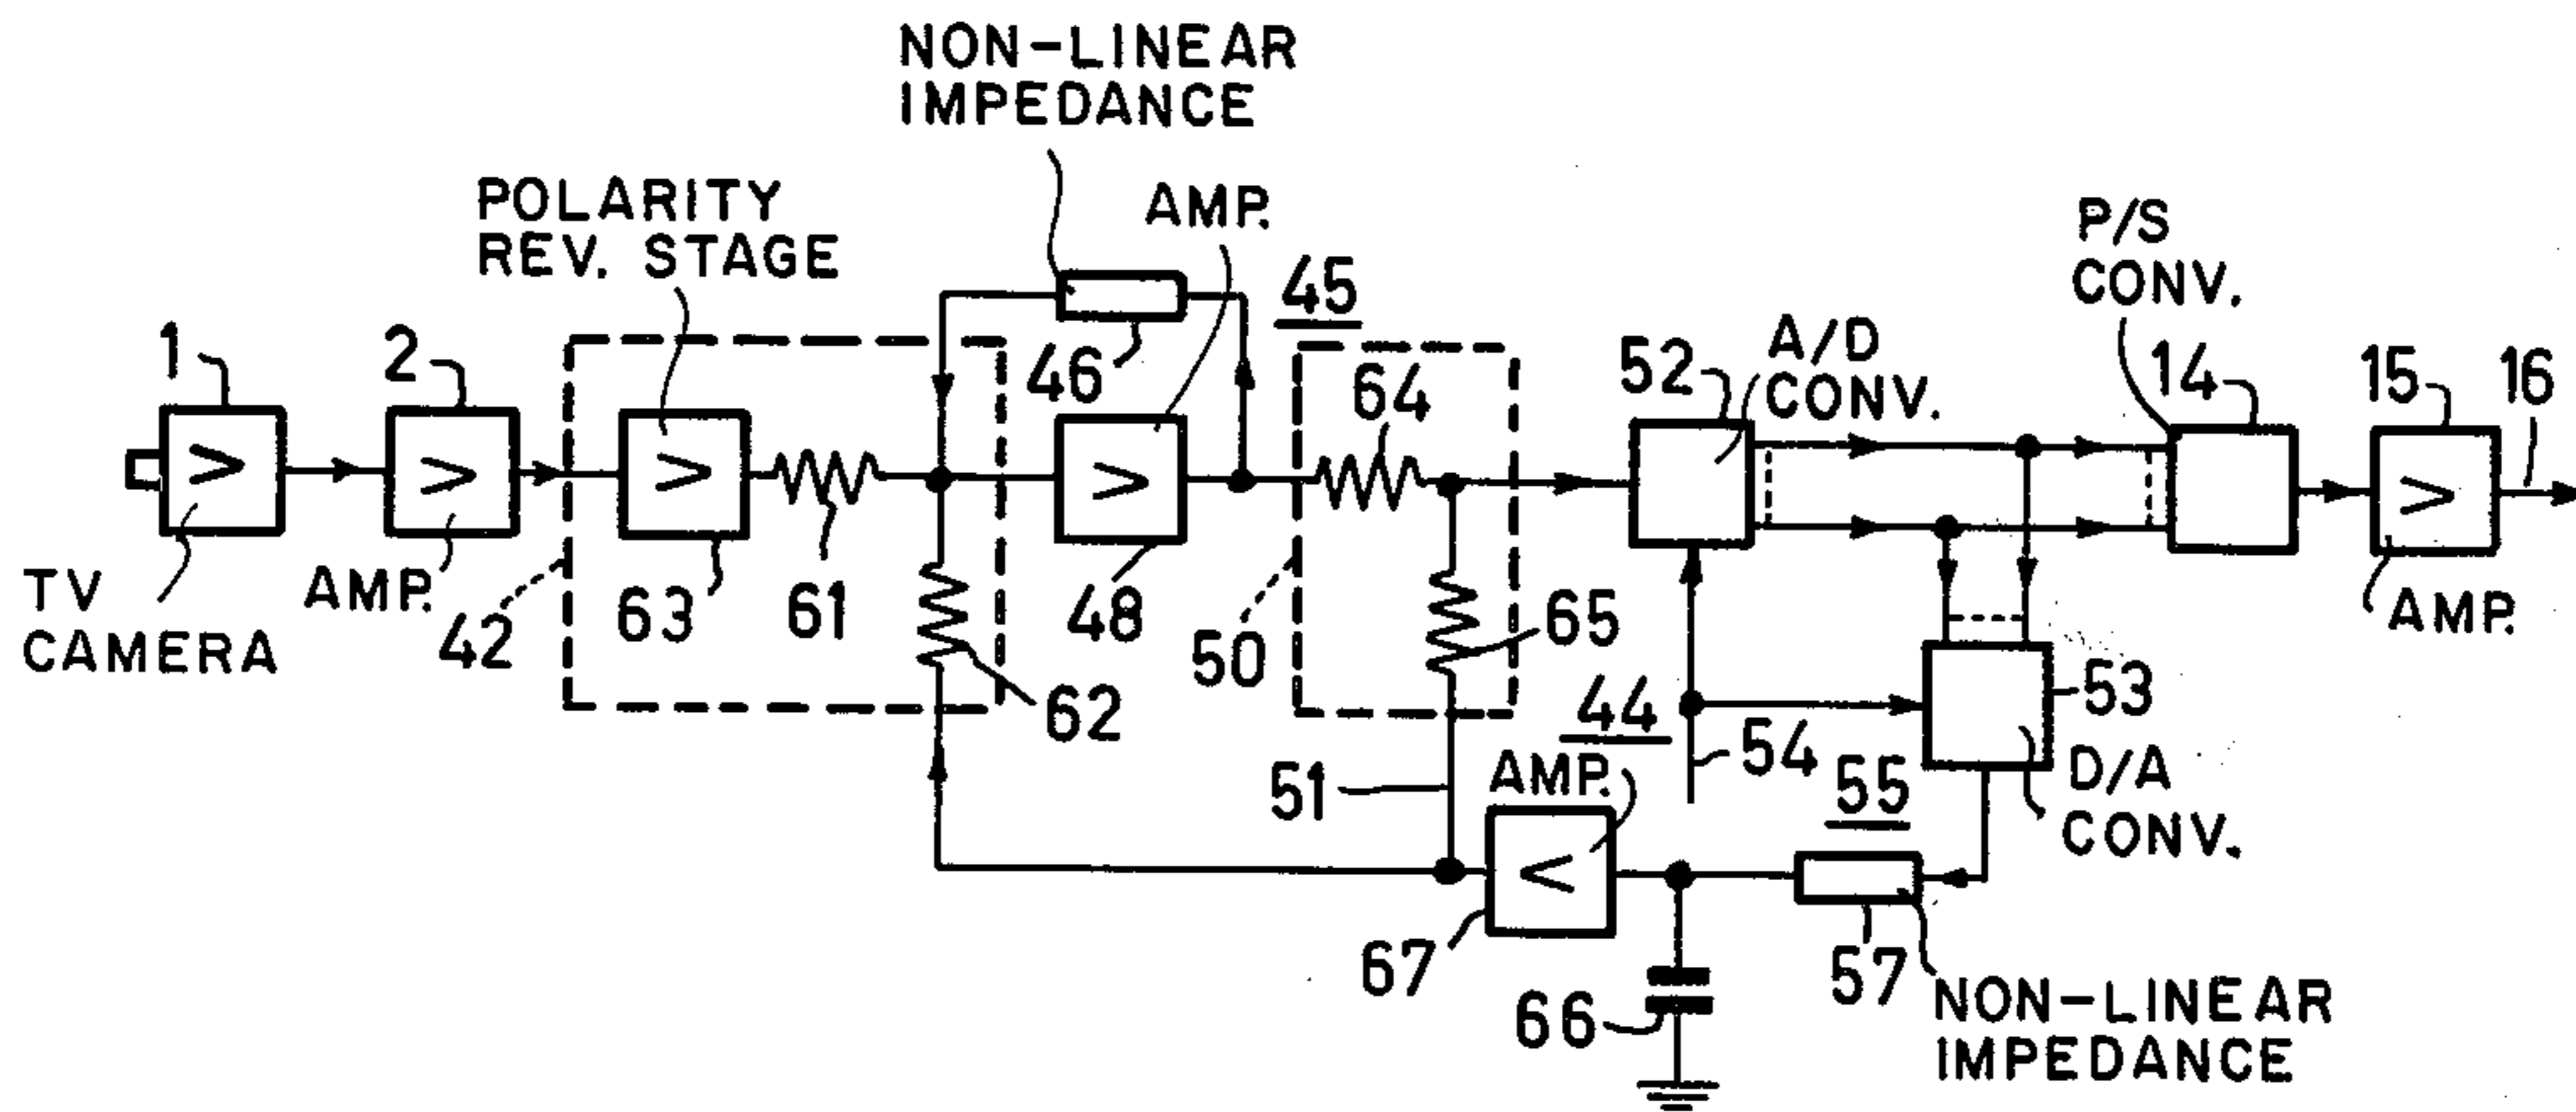 NON-LINEAR
IMPEDANCE
POLARITY
REV. STAGE
AMP.
P/S
CONV.
45
1
2
46
64
52
A/D
CONV.
14
15
16
TV
CAMERA
AMP.
42
63
61
62
48
50
65
44
54
53
AMP.
51
AMP.
55
D/A
CONV.
67
66
57
NON-LINEAR
IMPEDANCE